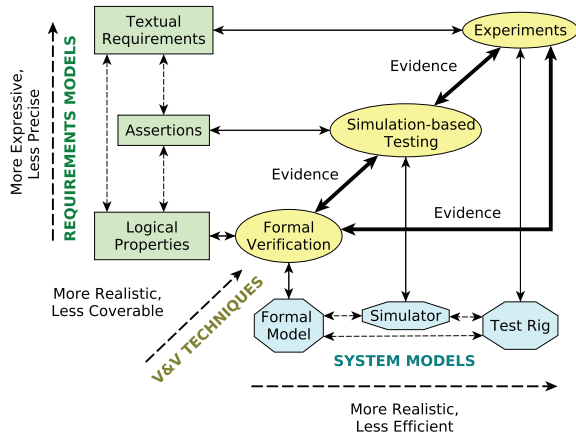 Textual
Requirements
Experiments
Evidence
More Expressive,
Less Precise
REQUIREMENTS MODELS
Assertions
Simulation-based
Testing
Evidence
Evidence
Logical
Properties
Formal
Verification
More Realistic,
Less Coverable
V&V TECHNIQUES
Formal
Model
Simulator
Test Rig
SYSTEM MODELS
More Realistic,
Less Efficient